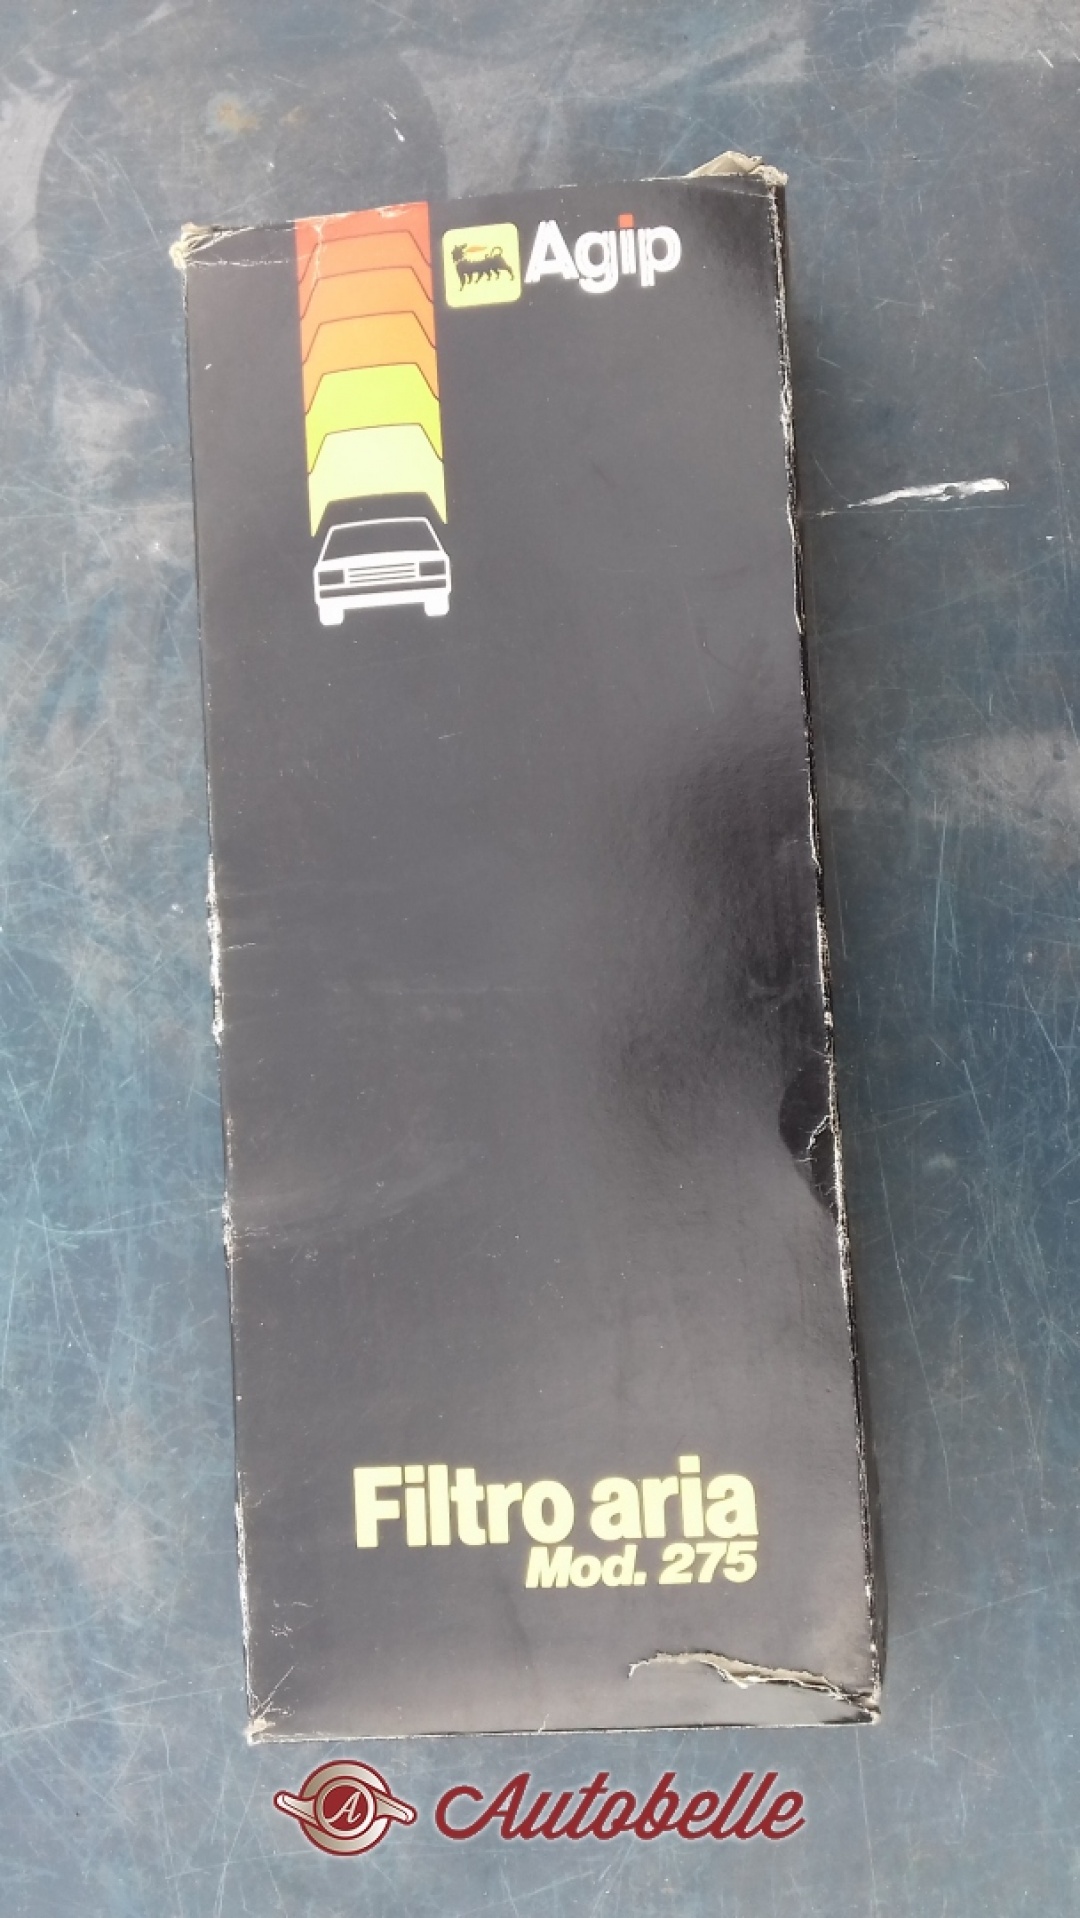 Agip
Filtro aria
Mod. 275
A Autobelle